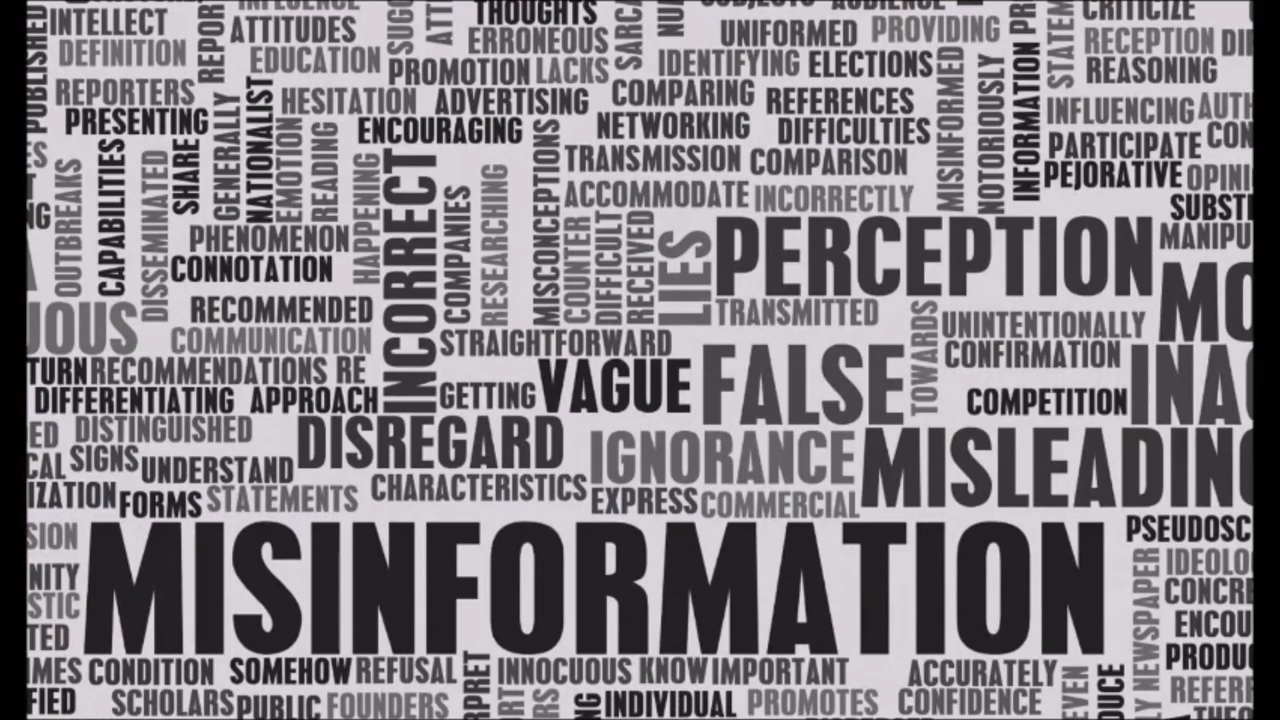 INTELLECT
DEFINITION
REPORTERS
PRESENTING
ATTITUDES
EDUCATION
THOUGHTS
ERRONEOUS
PROMOTION LACKS
HESITATION ADVERTISING
ENCOURAGING
UNIFORMED PROVIDING
IDENTIFYING ELECTIONS
COMPARING REFERENCES
NETWORKING DIFFICULTIES
TRANSMISSION COMPARISON
ACCOMMODATE INCORRECTLY
CRITICIZE
RECEPTION
REASONING
INFLUENCING
PARTICIPATE
PEJORATIVE
PUBLISHED
OUTBREAKS
CAPABILITIES
DISSEMINATED
SHARE
GENERALLY
NATIONALIST
EMOTION
READING
HAPPENING
INCORRECT
COMPANIES
RESEARCHING
MISCONCEPTIONS
COUNTER
DIFFICULT
RECEIVED
LIES
MISINFORMED
NOTORIOUSLY
INFORMATION
PHENOMENON
CONNOTATION
RECOMMENDED
COMMUNICATION
PERCEPTION
TRANSMITTED
TOWARDS
UNINTENTIONALLY
CONFIRMATION
STRAIGHTFORWARD
TURN RECOMMENDATIONS RE
DIFFERENTIATING APPROACH
GETTING VAGUE FALSE
COMPETITION
DISTINGUISHED
SIGNS UNDERSTAND
DISREGARD
IGNORANCE MISLEADING
FORMS STATEMENTS CHARACTERISTICS
EXPRESS COMMERCIAL
MISINFORMATION
NEWSPAPER
CONDITION SOMEHOW REFUSAL
INNOCUOUS KNOW IMPORTANT ACCURATELY
SCHOLARS PUBLIC FOUNDERS
INDIVIDUAL PROMOTES CONFIDENCE
EVEN